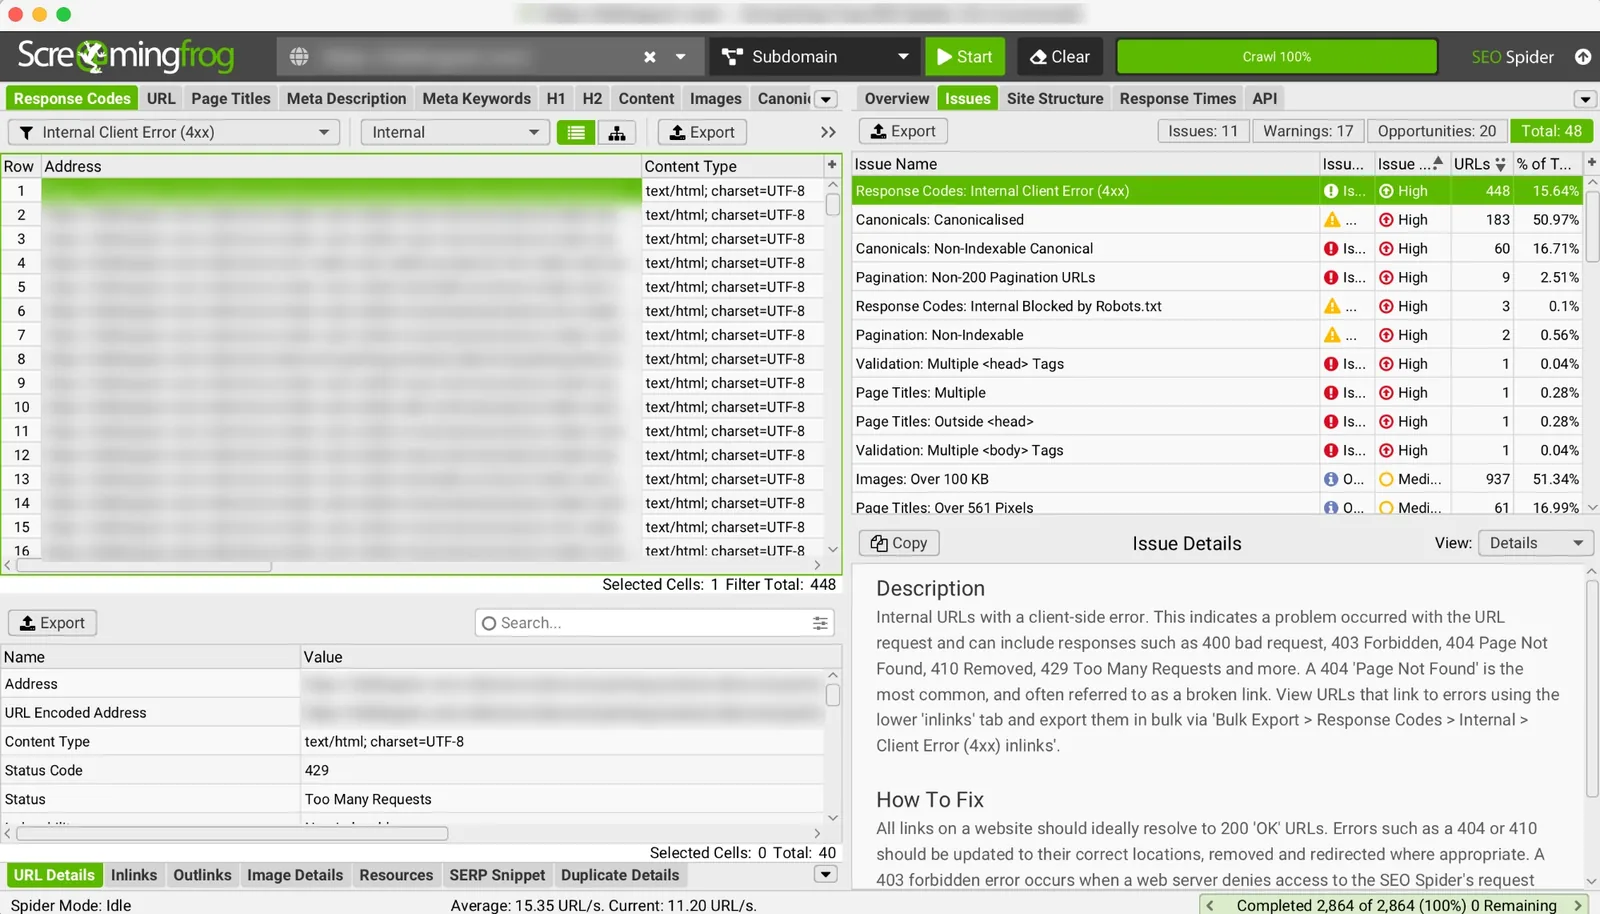 Screamingfrog
Subdomain
Start
Clear
Crawl 100%
SEO Spider
Response Codes URL Page Titles Meta Description Meta Keywords H1 H2 Content Images Canoni
Overview Issues Site Structure Response Times API
Internal Client Error (4xx) Internal Export
Export Issues: 11 Warnings: 17 Opportunities: 20 Total: 48
Row Address Content Type +
1 text/html; charset=UTF-8
2 text/html; charset=UTF-8
3 text/html; charset=UTF-8
4 text/html; charset=UTF-8
5 text/html; charset=UTF-8
6 text/html; charset=UTF-8
7 text/html; charset=UTF-8
8 text/html; charset=UTF-8
9 text/html; charset=UTF-8
10 text/html; charset=UTF-8
11 text/html; charset=UTF-8
12 text/html; charset=UTF-8
13 text/html; charset=UTF-8
14 text/html; charset=UTF-8
15 text/html; charset=UTF-8
16 text/html; charset=UTF-8
Selected Cells: 1 Filter Total: 448
Issue Name Issu... Issue ... URLs % of T... +
Response Codes: Internal Client Error (4xx) Is... High 448 15.64%
Canonicals: Canonicalised ... High 183 50.97%
Canonicals: Non-Indexable Canonical Is... High 60 16.71%
Pagination: Non-200 Pagination URLs Is... High 9 2.51%
Response Codes: Internal Blocked by Robots.txt ... High 3 0.1%
Pagination: Non-Indexable ... High 2 0.56%
Validation: Multiple <head> Tags Is... High 1 0.04%
Page Titles: Multiple Is... High 1 0.28%
Page Titles: Outside <head> Is... High 1 0.28%
Validation: Multiple <body> Tags Is... High 1 0.04%
Images: Over 100 KB O... Medi... 937 51.34%
Page Titles: Over 561 Pixels O... Medi... 61 16.99%
Export Search...
Name Value
Address
URL Encoded Address
Content Type text/html; charset=UTF-8
Status Code 429
Status Too Many Requests
Selected Cells: 0 Total: 40
URL Details Inlinks Outlinks Image Details Resources SERP Snippet Duplicate Details
Copy Issue Details View: Details
Description
Internal URLs with a client-side error. This indicates a problem occurred with the URL
request and can include responses such as 400 bad request, 403 Forbidden, 404 Page Not
Found, 410 Removed, 429 Too Many Requests and more. A 404 'Page Not Found' is the
most common, and often referred to as a broken link. View URLs that link to errors using the
lower 'inlinks' tab and export them in bulk via 'Bulk Export > Response Codes > Internal >
Client Error (4xx) inlinks'.
How To Fix
All links on a website should ideally resolve to 200 'OK' URLs. Errors such as a 404 or 410
should be updated to their correct locations, removed and redirected where appropriate. A
403 forbidden error occurs when a web server denies access to the SEO Spider's request
Spider Mode: Idle Average: 15.35 URL/s. Current: 11.20 URL/s. Completed 2,864 of 2,864 (100%) 0 Remaining